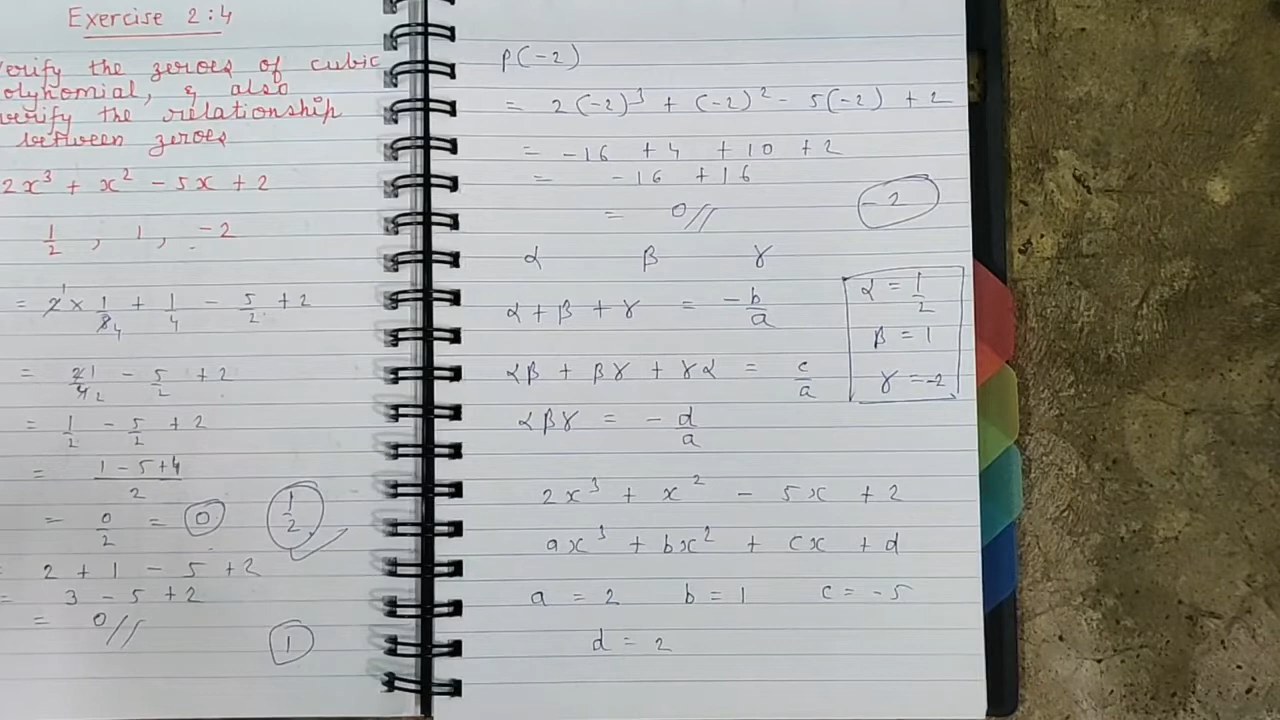 Exercise 2:4
verify the zeroes of cubic
olynomial, & also
verify the relationship
between zeroes
2x³ + x² - 5x + 2
1/2 , 1 , -2
= 2¹ × 1/8₄ + 1/4 - 5/2 + 2
= 2¹/4₂ - 5/2 + 2
= 1/2 - 5/2 + 2
= (1 - 5 + 4)/2
= 0/2 = 0 1/2
= 2 + 1 - 5 + 2
= 3 - 5 + 2
= 0//
1
p(-2)
= 2(-2)³ + (-2)² - 5(-2) + 2
= -16 + 4 + 10 + 2
= -16 + 16
= 0// -2
α β γ
α + β + γ = -b/a
αβ + βγ + γα = c/a
αβγ = -d/a
α = 1/2
β = 1
γ = -2
2x³ + x² - 5x + 2
ax³ + bx² + cx + d
a = 2 b = 1 c = -5
d = 2